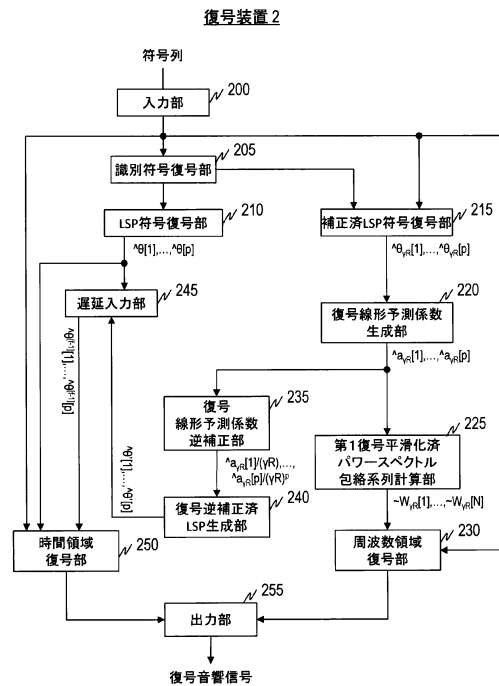 復号装置2
符号列
入力部
200
識別符号復号部
205
LSP符号復号部
210
補正済LSP符号復号部
215
^θ[1],...,^θ[p]
^θγR[1],...,^θγR[p]
遅延入力部
245
復号線形予測係数
生成部
220
^aγR[1],...,^aγR[p]
復号
線形予測係数
逆補正部
235
第1復号平滑化済
パワースペクトル
包絡系列計算部
225
^aγR[1]/(γR),...,
^aγR[p]/(γR)p
復号逆補正済
LSP生成部
240
~WγR[1],...,~WγR[N]
時間領域
復号部
250
周波数領域
復号部
230
出力部
255
復号音響信号